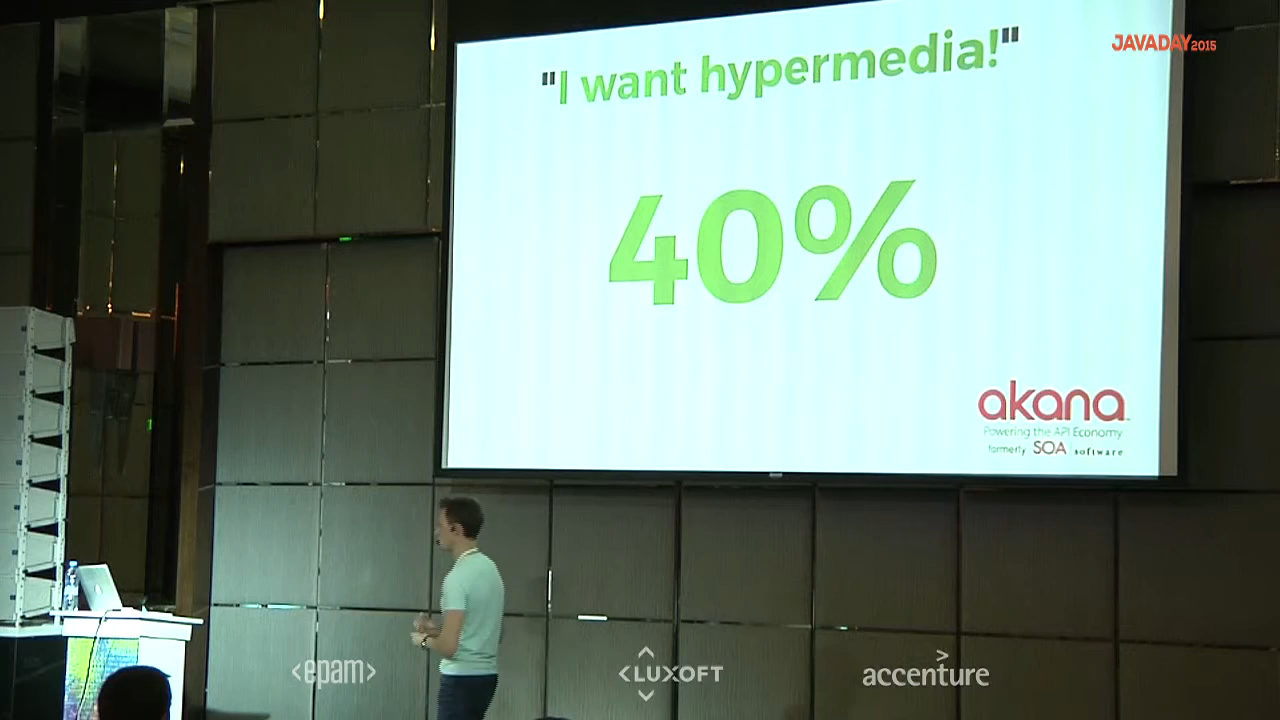 "I want hypermedia!"
JAVADAY2015
40%
akana
Powering the API Economy
formerly SOA software
<epam>
LUXOFT
accenture